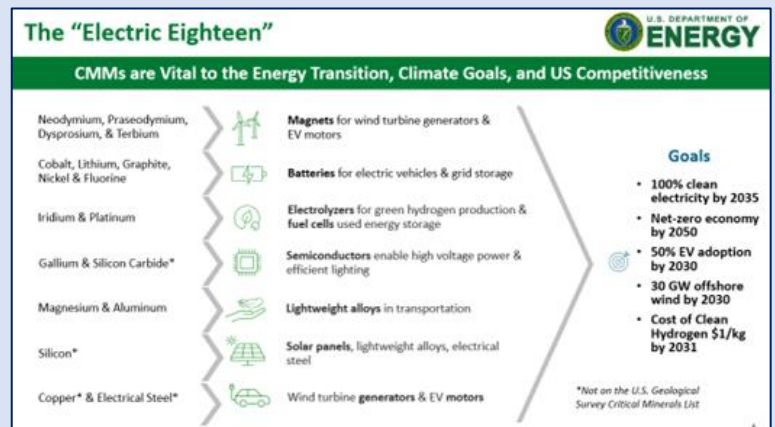 The "Electric Eighteen"
U.S. DEPARTMENT OF
ENERGY
CMMs are Vital to the Energy Transition, Climate Goals, and US Competitiveness
Neodymium, Praseodymium,
Dysprosium, & Terbium
Magnets for wind turbine generators &
EV motors
Cobalt, Lithium, Graphite,
Nickel & Fluorine
Batteries for electric vehicles & grid storage
Iridium & Platinum
Electrolyzers for green hydrogen production &
fuel cells used energy storage
Gallium & Silicon Carbide*
Semiconductors enable high voltage power &
efficient lighting
Magnesium & Aluminum
Lightweight alloys in transportation
Silicon*
Solar panels, lightweight alloys, electrical
steel
Copper* & Electrical Steel*
Wind turbine generators & EV motors
Goals
• 100% clean
electricity by 2035
• Net-zero economy
by 2050
• 50% EV adoption
by 2030
• 30 GW offshore
wind by 2030
• Cost of Clean
Hydrogen $1/kg
by 2031
*Not on the U.S. Geological
Survey Critical Minerals List